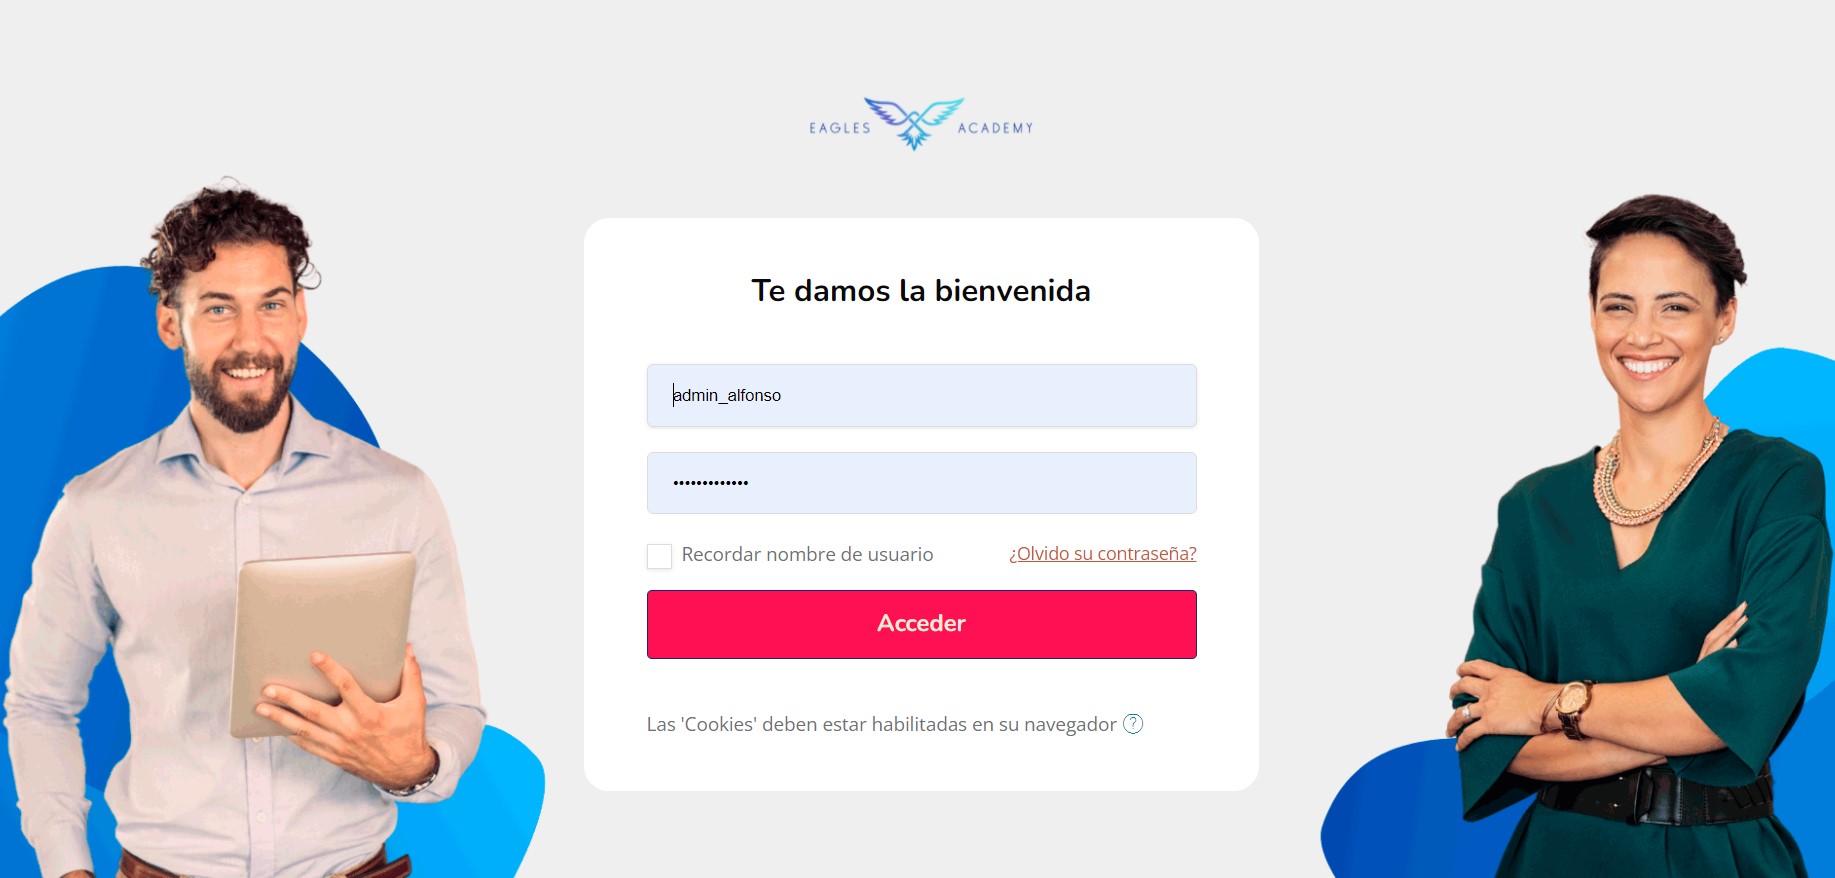 EAGLES ACADEMY
Te damos la bienvenida
admin_alfonso
•••••••••••••
Recordar nombre de usuario
¿Olvido su contraseña?
Acceder
Las 'Cookies' deben estar habilitadas en su navegador ?